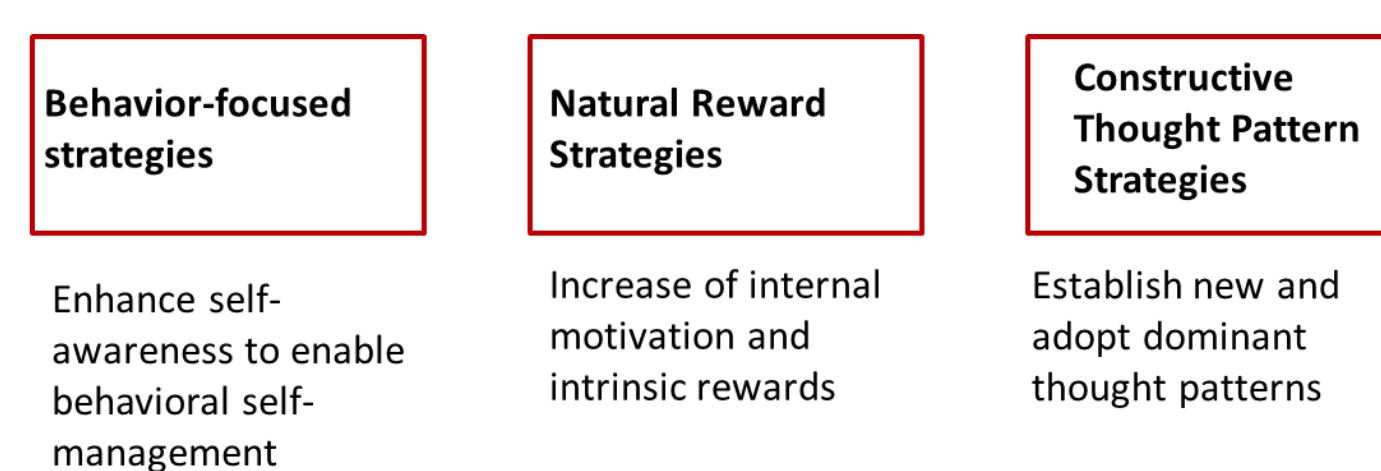 Behavior-focused
strategies
Enhance self-
awareness to enable
behavioral self-
management
Natural Reward
Strategies
Increase of internal
motivation and
intrinsic rewards
Constructive
Thought Pattern
Strategies
Establish new and
adopt dominant
thought patterns